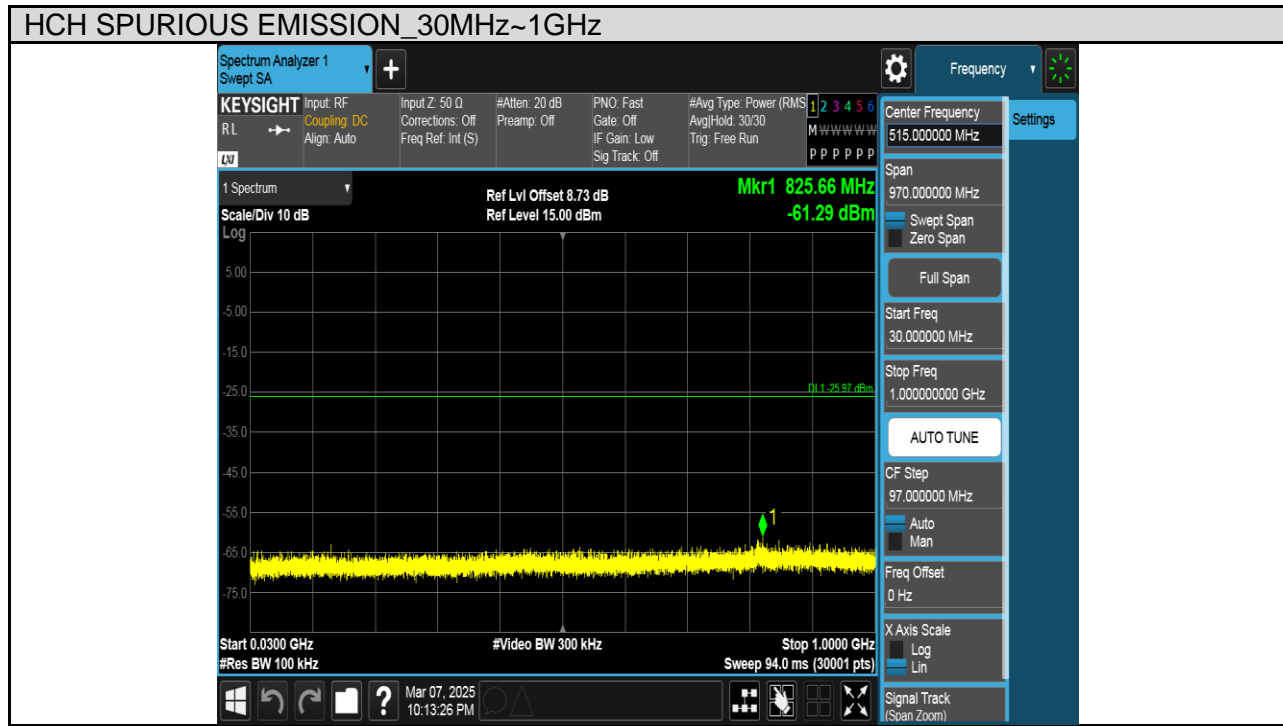 HCH SPURIOUS EMISSION_30MHz~1GHz
Spectrum Analyzer 1
Swept SA
+
Frequency
KEYSIGHT
RL
LXI
Input: RF
Coupling: DC
Align: Auto
Input Z: 50 Ω
Corrections: Off
Freq Ref: Int (S)
#Atten: 20 dB
Preamp: Off
PNO: Fast
Gate: Off
IF Gain: Low
Sig Track: Off
#Avg Type: Power (RMS
Avg|Hold: 30/30
Trig: Free Run
1 2 3 4 5 6
M W W W W W
P P P P P P
1 Spectrum
Scale/Div 10 dB
Ref Lvl Offset 8.73 dB
Ref Level 15.00 dBm
Mkr1 825.66 MHz
-61.29 dBm
Log
5.00
-5.00
-15.0
-25.0
DL1 -25.97 dBm
-35.0
-45.0
-55.0
1
-65.0
-75.0
Start 0.0300 GHz
#Video BW 300 kHz
Stop 1.0000 GHz
#Res BW 100 kHz
Sweep 94.0 ms (30001 pts)
?
Mar 07, 2025
10:13:26 PM
Center Frequency
515.000000 MHz
Settings
Span
970.000000 MHz
Swept Span
Zero Span
Full Span
Start Freq
30.000000 MHz
Stop Freq
1.000000000 GHz
AUTO TUNE
CF Step
97.000000 MHz
Auto
Man
Freq Offset
0 Hz
X Axis Scale
Log
Lin
Signal Track
(Span Zoom)